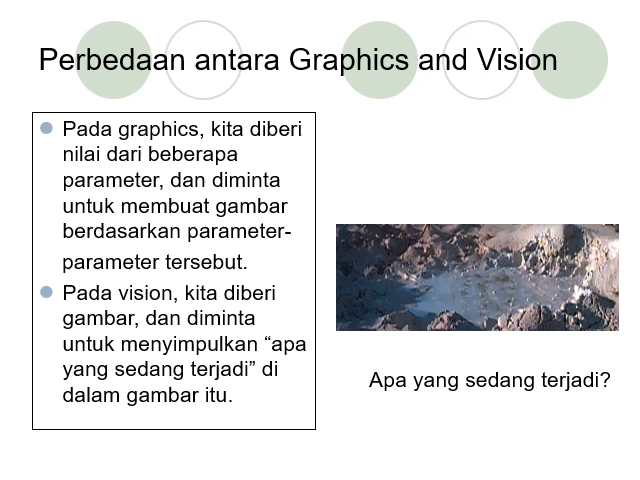 Perbedaan antara Graphics and Vision
Pada graphics, kita diberi
nilai dari beberapa
parameter, dan diminta
untuk membuat gambar
berdasarkan parameter-
parameter tersebut.
Pada vision, kita diberi
gambar, dan diminta
untuk menyimpulkan “apa
yang sedang terjadi” di
dalam gambar itu.
Apa yang sedang terjadi?